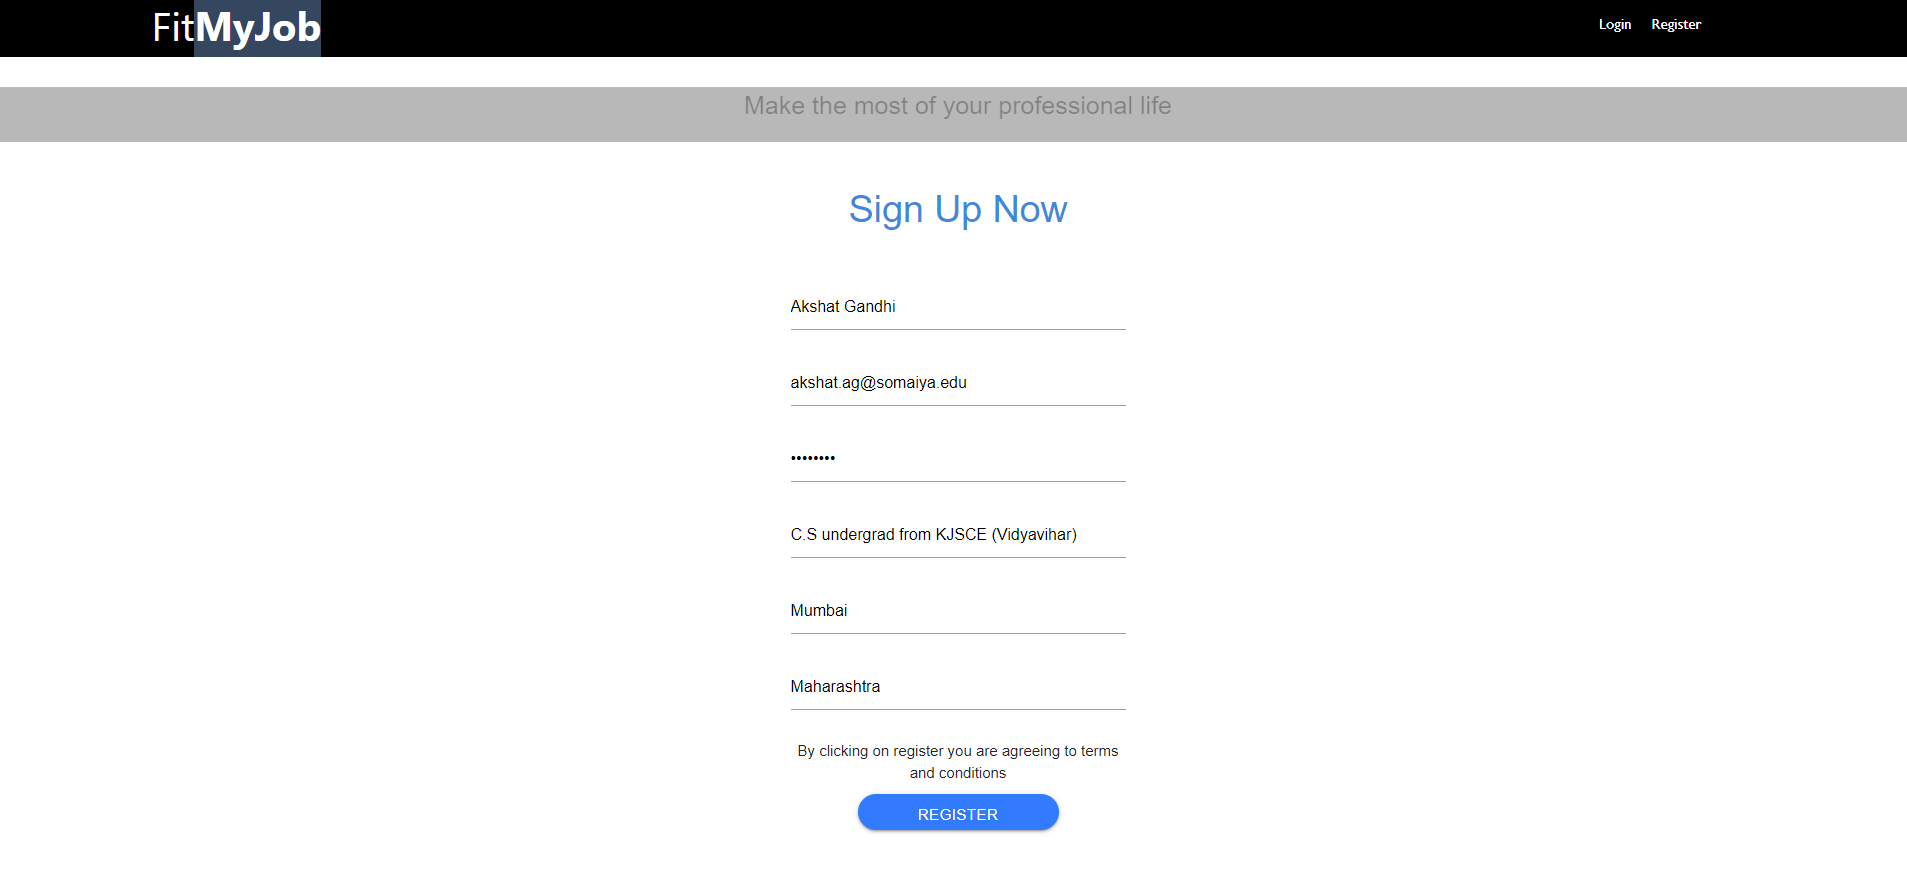 FitMyJob
Login Register
Make the most of your professional life
Sign Up Now
Akshat Gandhi
akshat.ag@somaiya.edu
••••••••
C.S undergrad from KJSCE (Vidyavihar)
Mumbai
Maharashtra
By clicking on register you are agreeing to terms
and conditions
REGISTER